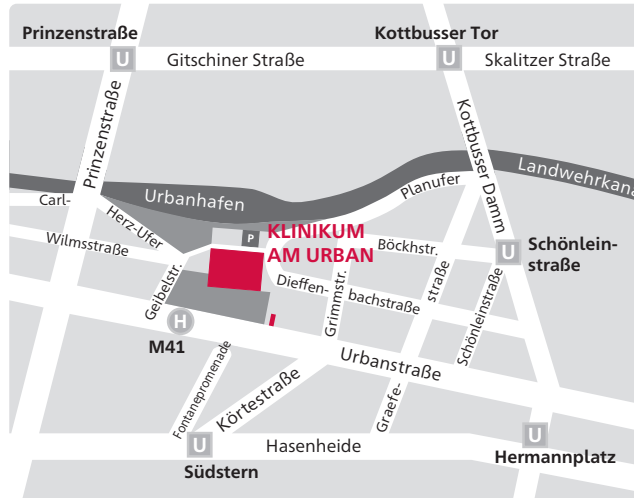 Prinzenstraße
Kottbusser Tor
U
Gitschiner Straße
U
Skalitzer Straße
Prinzenstraße
Kottbusser Damm
Landwehrkana
Planufer
Urbanhafen
Carl-
Herz-Ufer
P
KLINIKUM
AM URBAN
Wilmsstraße
Böckhstr.
U
Schönlein-
straße
Geibelstr.
Dieffen-
bachstraße
Grimmstr.
straße
Schönleinstraße
H
M41
Urbanstraße
Fontanepromenade
Körtestraße
Graefe-
U
Hasenheide
U
Südstern
Hermannplatz